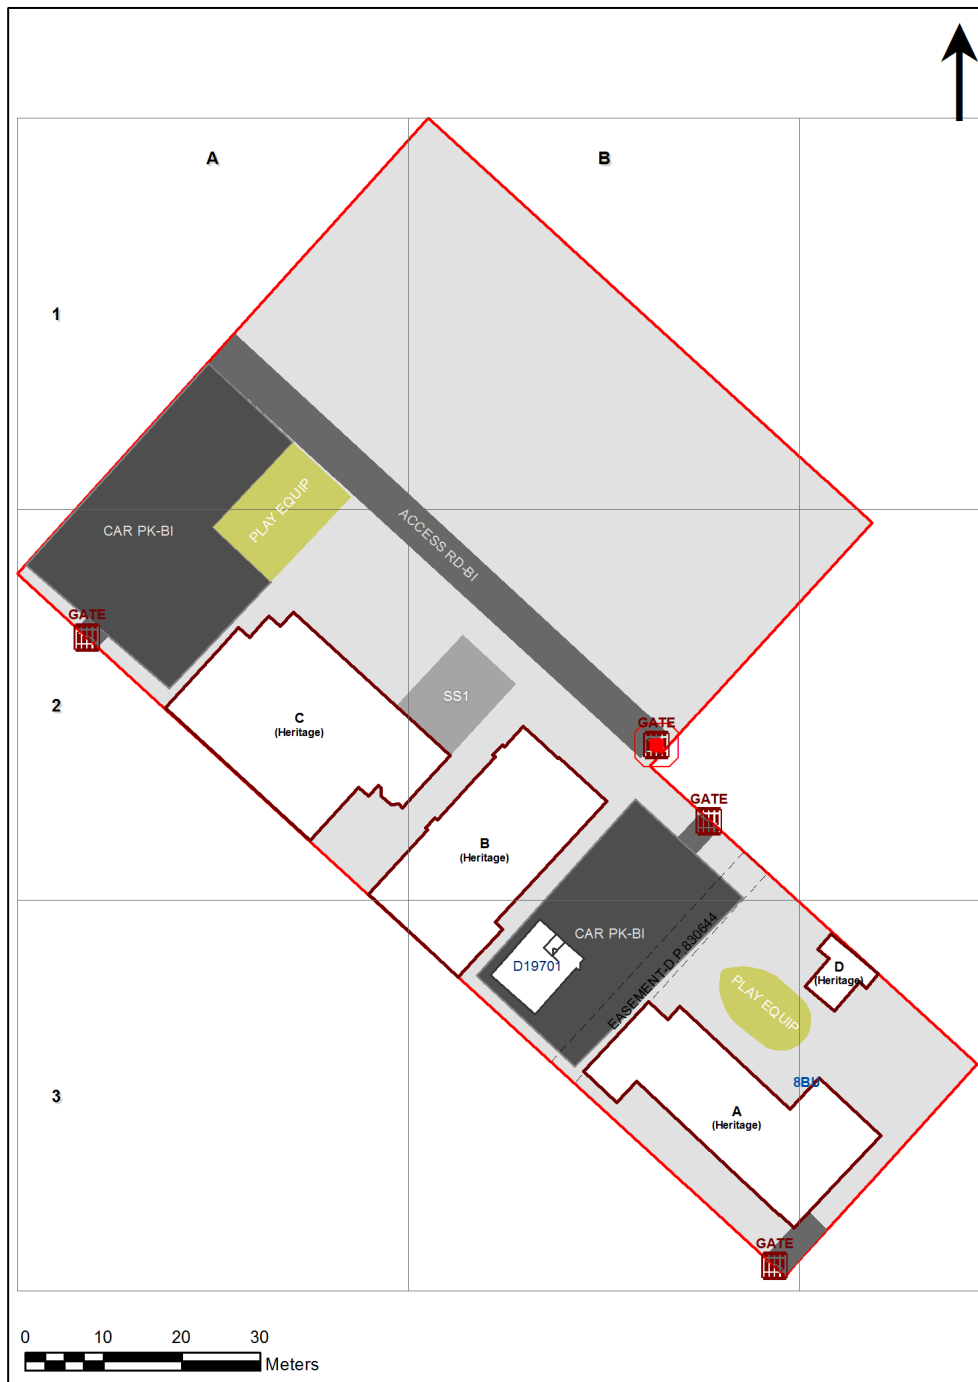 A
B
1
PLAY EQUIP
CAR PK-BI
ACCESS RD-BI
GATE
2
SS1
C
(Heritage)
GATE
GATE
B
(Heritage)
CAR PK-BI
D19701
EASEMENT-D.P.830644
D
(Heritage)
PLAY EQUIP
3
A
(Heritage)
GATE
0 10 20 30
Meters